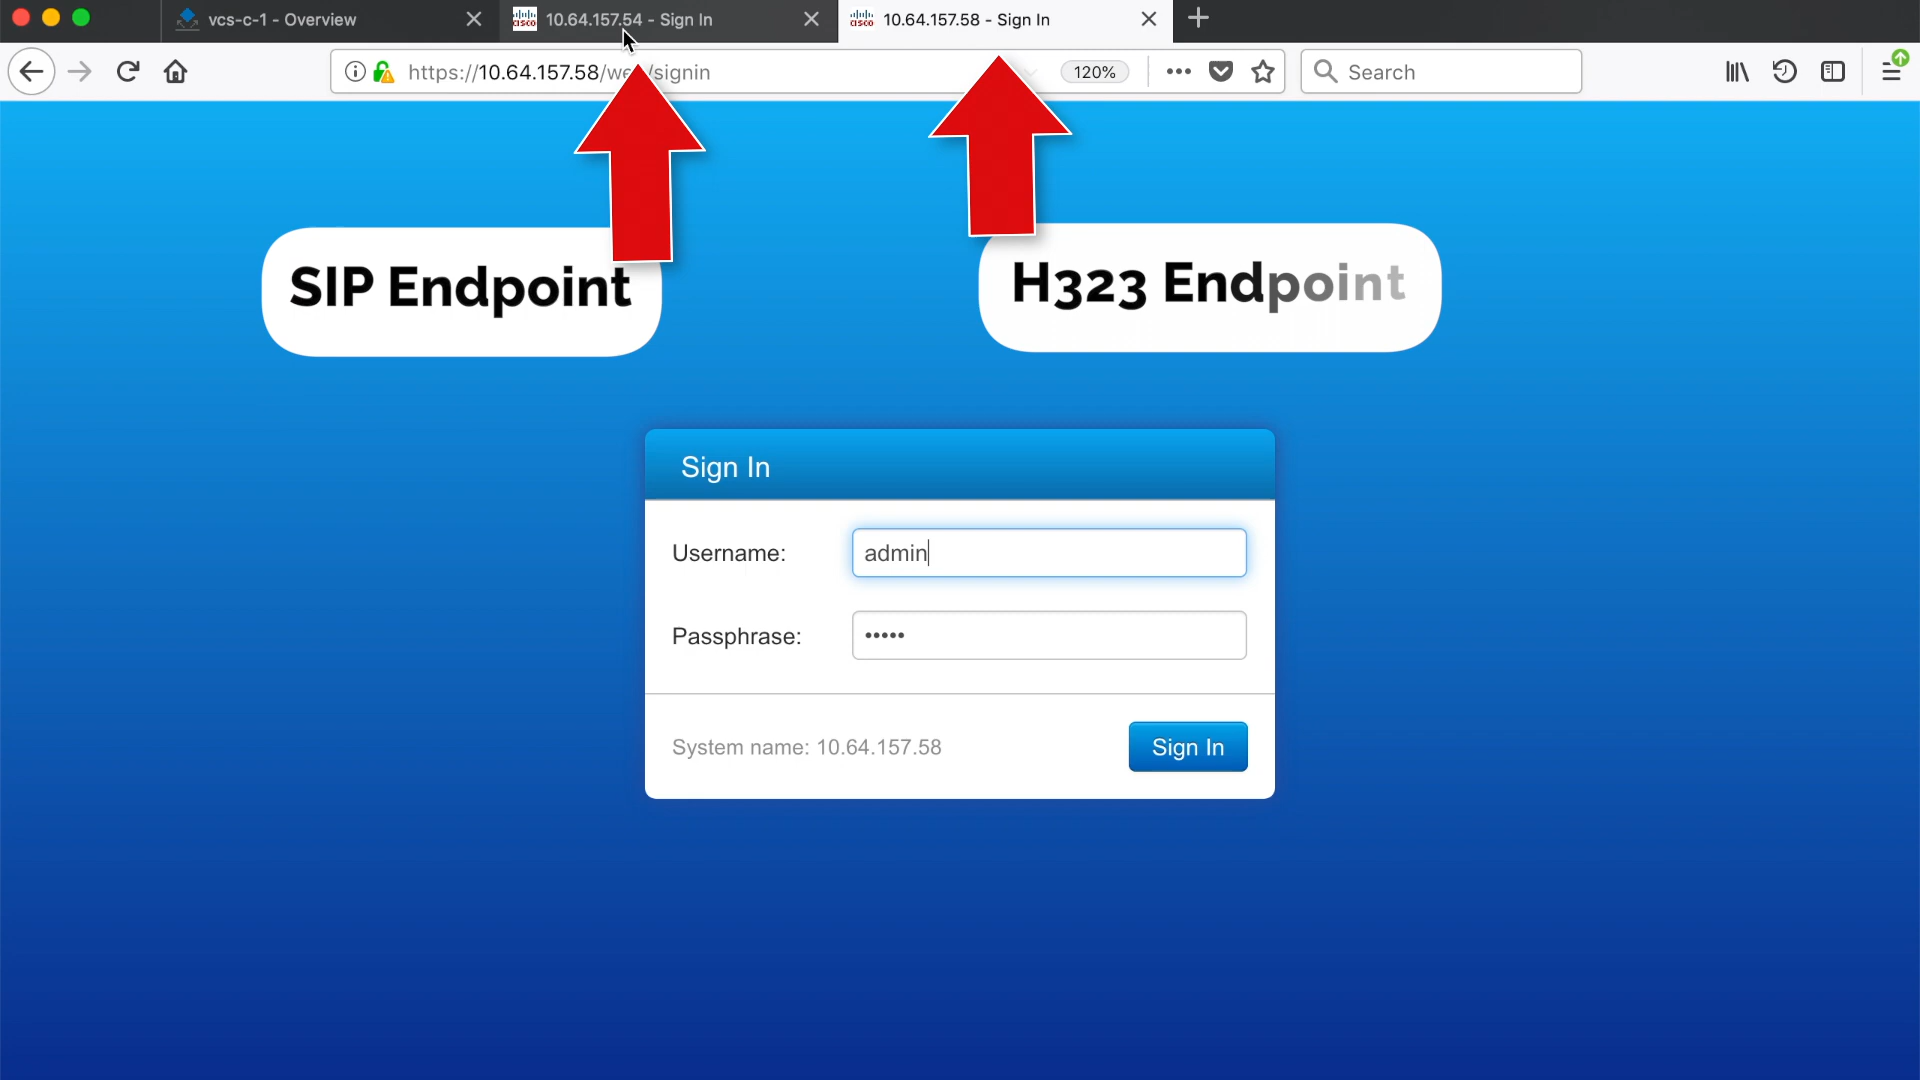 vcs-c-1 - Overview
CISCO 10.64.157.54 - Sign In
CISCO 10.64.157.58 - Sign In
https://10.64.157.58/we /signin
120%
Search
SIP Endpoint
H323 Endpoint
Sign In
Username: admin
Passphrase: •••••
System name: 10.64.157.58
Sign In